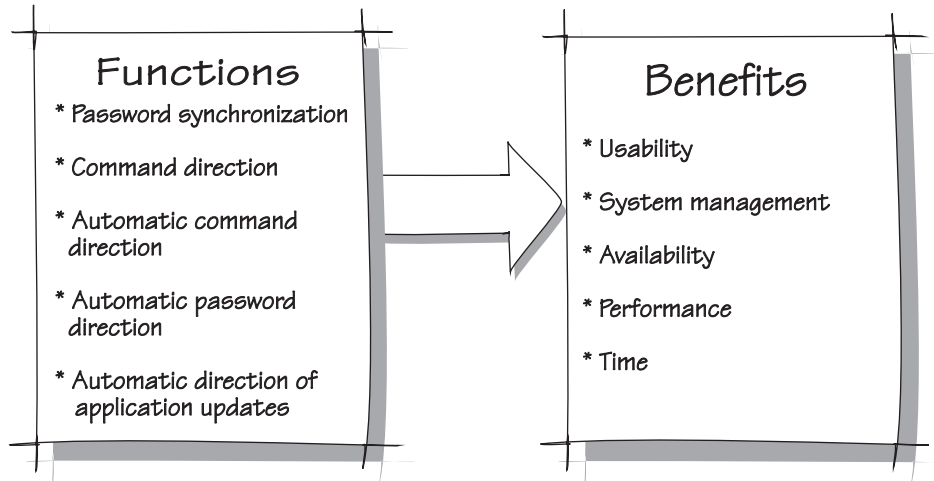 Functions
* Password synchronization
* Command direction
* Automatic command
direction
* Automatic password
direction
* Automatic direction of
application updates
Benefits
* Usability
* System management
* Availability
* Performance
* Time